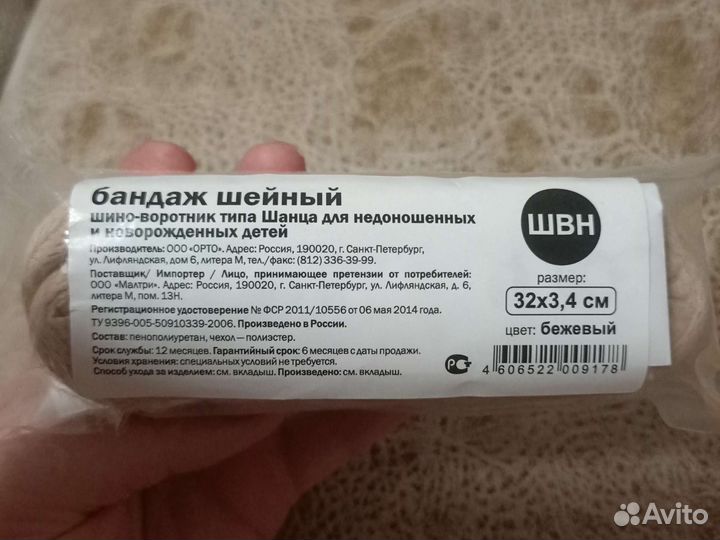 бандаж шейный
шино-воротник типа Шанца для недоношенных
и новорожденных детей
Производитель: ООО «ОРТО». Адрес: Россия, 190020, г. Санкт-Петербург,
ул. Лифляндская, дом 6, литера М, тел./факс: (812) 336-39-99.
Поставщик/ Импортер / Лицо, принимающее претензии от потребителей:
ООО «Малтри». Адрес: Россия, 190020, г. Санкт-Петербург, ул. Лифляндская, д. 6,
литера М, пом. 13Н.
Регистрационное удостоверение № ФСР 2011/10556 от 06 мая 2014 года.
ТУ 9396-005-50910339-2006. Произведено в России.
Состав: пенополиуретан, чехол — полиэстер.
Срок службы: 12 месяцев. Гарантийный срок: 6 месяцев с даты продажи.
Условия хранения: специальных условий не требуется.
Способ ухода за изделием: см. вкладыш. Произведено: см. вкладыш.
ШВН
размер:
32х3,4 см
цвет: бежевый
4 606522 009178
Avito